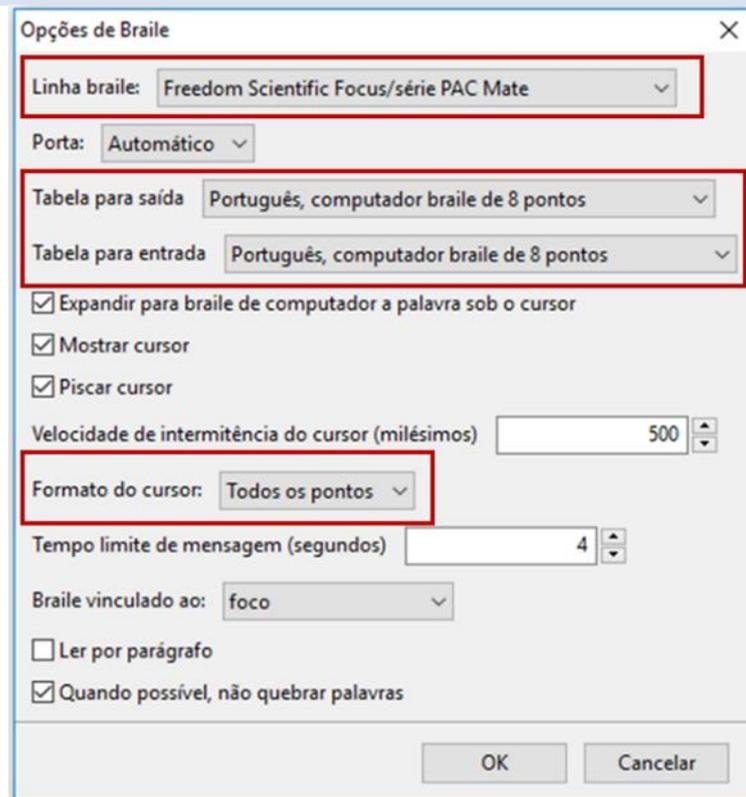 Opções de Braile
Linha braile: Freedom Scientific Focus/série PAC Mate
Porta: Automático
Tabela para saída Português, computador braile de 8 pontos
Tabela para entrada Português, computador braile de 8 pontos
Expandir para braile de computador a palavra sob o cursor
Mostrar cursor
Piscar cursor
Velocidade de intermitência do cursor (milésimos) 500
Formato do cursor: Todos os pontos
Tempo limite de mensagem (segundos) 4
Braile vinculado ao: foco
Ler por parágrafo
Quando possível, não quebrar palavras
OK Cancelar